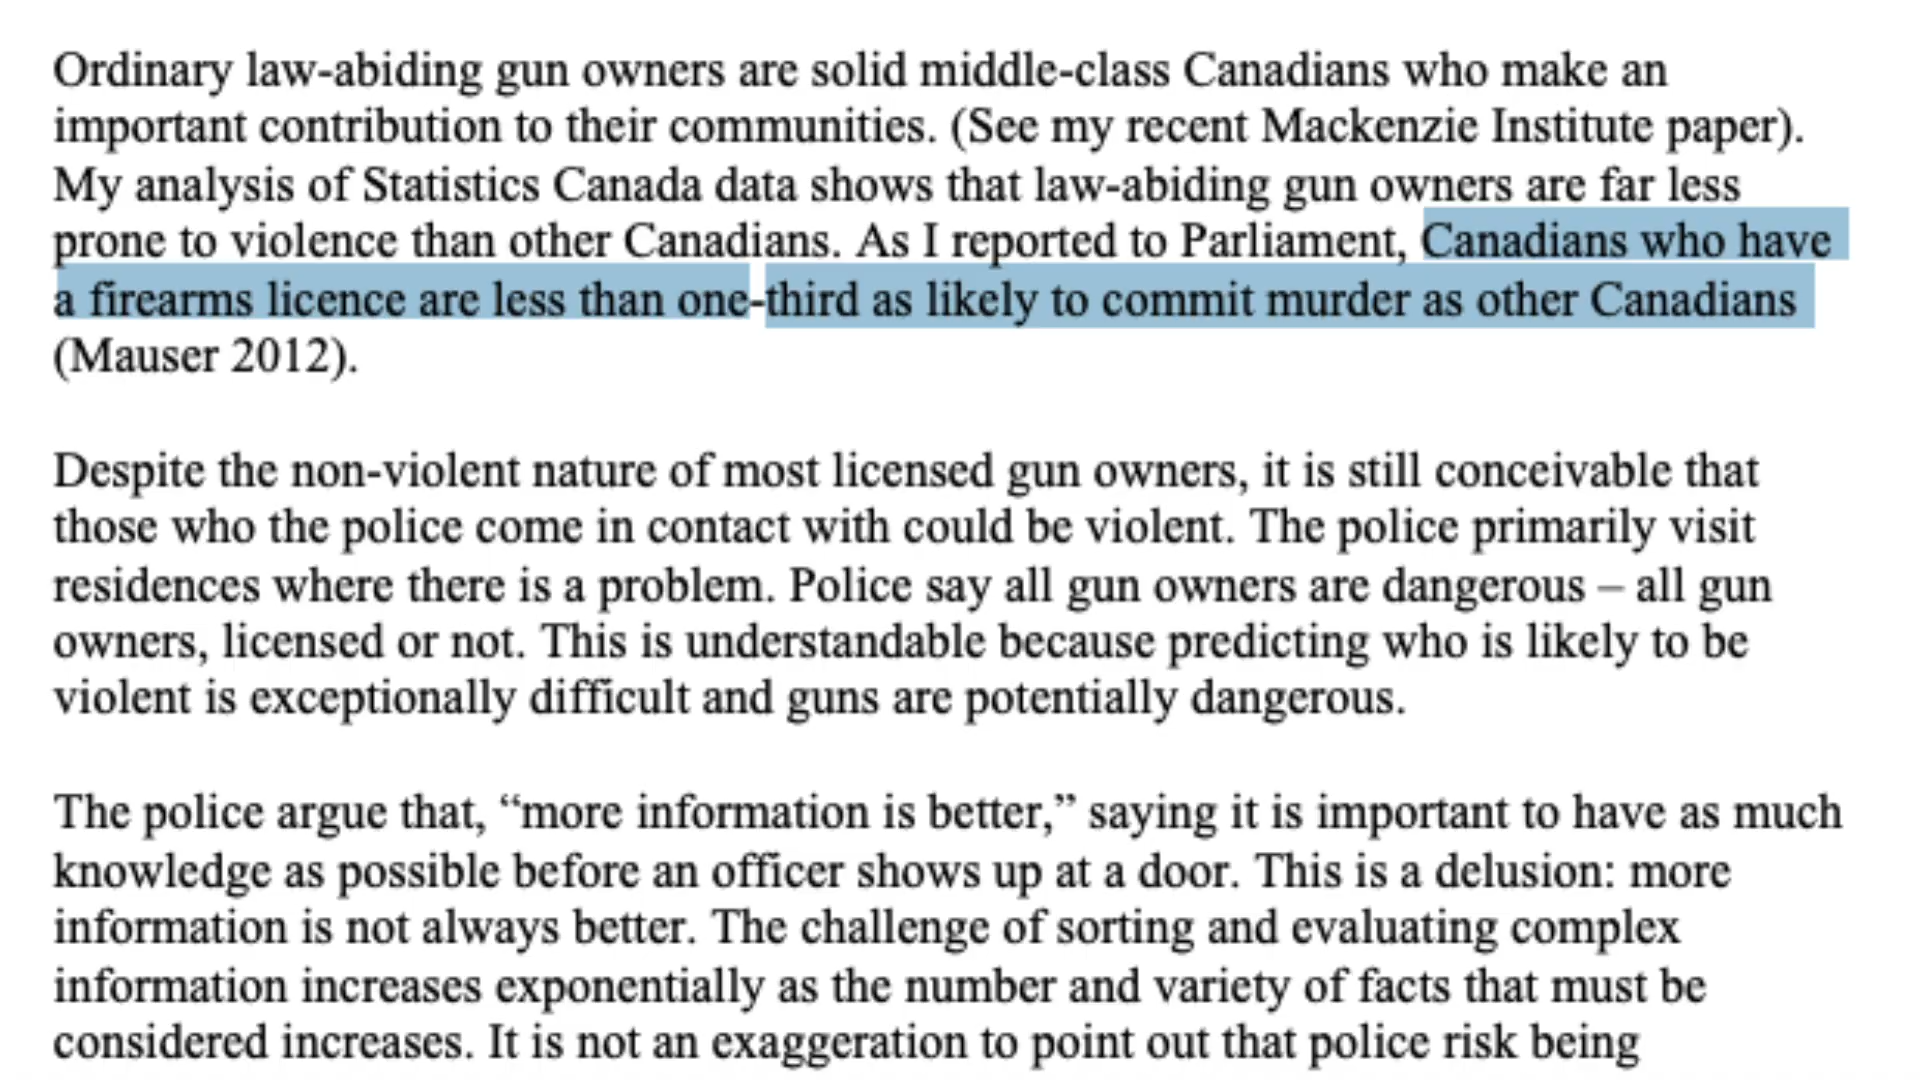 Ordinary law-abiding gun owners are solid middle-class Canadians who make an
important contribution to their communities. (See my recent Mackenzie Institute paper).
My analysis of Statistics Canada data shows that law-abiding gun owners are far less
prone to violence than other Canadians. As I reported to Parliament, Canadians who have
a firearms licence are less than one-third as likely to commit murder as other Canadians
(Mauser 2012).
Despite the non-violent nature of most licensed gun owners, it is still conceivable that
those who the police come in contact with could be violent. The police primarily visit
residences where there is a problem. Police say all gun owners are dangerous – all gun
owners, licensed or not. This is understandable because predicting who is likely to be
violent is exceptionally difficult and guns are potentially dangerous.
The police argue that, “more information is better,” saying it is important to have as much
knowledge as possible before an officer shows up at a door. This is a delusion: more
information is not always better. The challenge of sorting and evaluating complex
information increases exponentially as the number and variety of facts that must be
considered increases. It is not an exaggeration to point out that police risk being